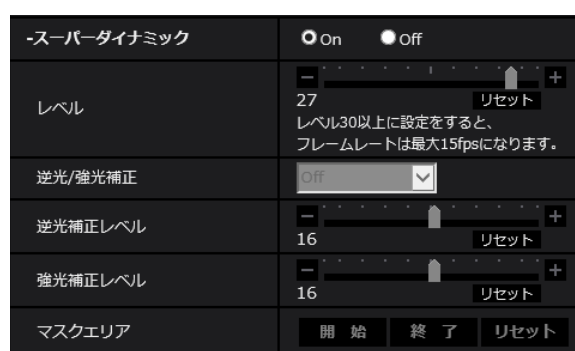 -スーパーダイナミック On Off
レベル
27 リセット
レベル30以上に設定をすると、
フレームレートは最大15fpsになります。
逆光/強光補正 Off
逆光補正レベル
16 リセット
強光補正レベル
16 リセット
マスクエリア 開 始 終 了 リセット